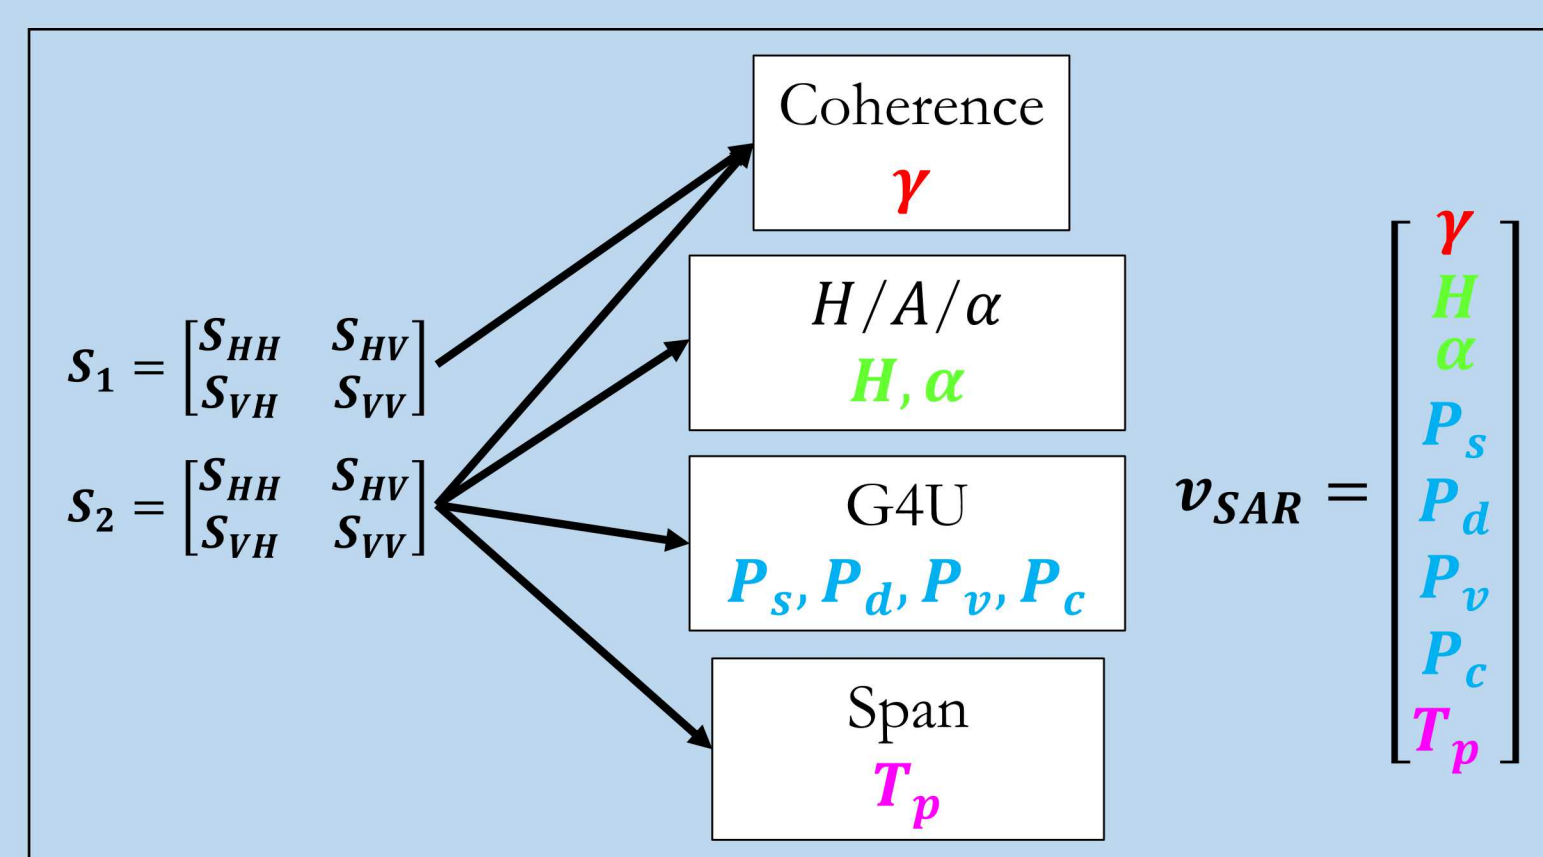 Coherence
γ
H/A/α
H, α
S₁ = [S_HH S_HV
S_VH S_VV]
S₂ = [S_HH S_HV
S_VH S_VV]
G4U
P_s, P_d, P_v, P_c
Span
T_p
v_SAR = [γ
H
α
P_s
P_d
P_v
P_c
T_p]